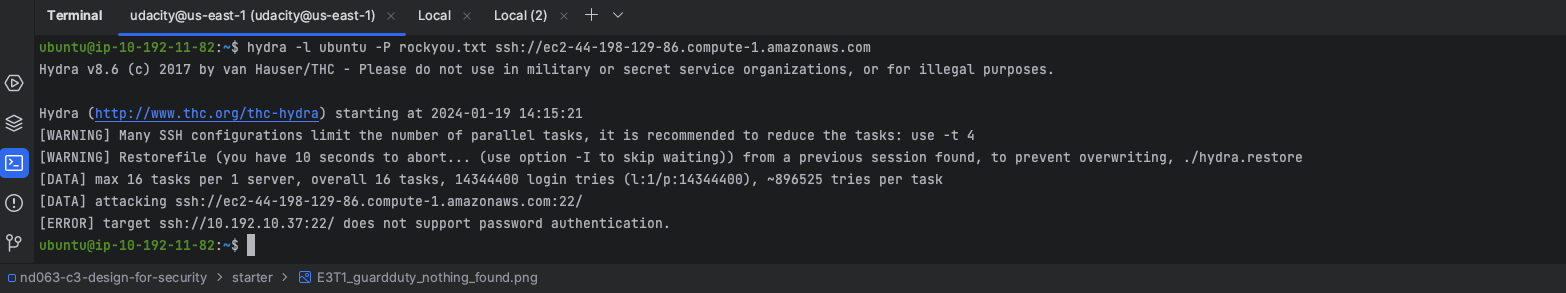 Terminal udacity@us-east-1 (udacity@us-east-1) × Local × Local (2) ×
ubuntu@ip-10-192-11-82:~$ hydra -l ubuntu -P rockyou.txt ssh://ec2-44-198-129-86.compute-1.amazonaws.com
Hydra v8.6 (c) 2017 by van Hauser/THC - Please do not use in military or secret service organizations, or for illegal purposes.
Hydra (http://www.thc.org/thc-hydra) starting at 2024-01-19 14:15:21
[WARNING] Many SSH configurations limit the number of parallel tasks, it is recommended to reduce the tasks: use -t 4
[WARNING] Restorefile (you have 10 seconds to abort... (use option -I to skip waiting)) from a previous session found, to prevent overwriting, ./hydra.restore
[DATA] max 16 tasks per 1 server, overall 16 tasks, 14344400 login tries (l:1/p:14344400), ~896525 tries per task
[DATA] attacking ssh://ec2-44-198-129-86.compute-1.amazonaws.com:22/
[ERROR] target ssh://10.192.10.37:22/ does not support password authentication.
ubuntu@ip-10-192-11-82:~$
nd063-c3-design-for-security > starter > E3T1_guardduty_nothing_found.png